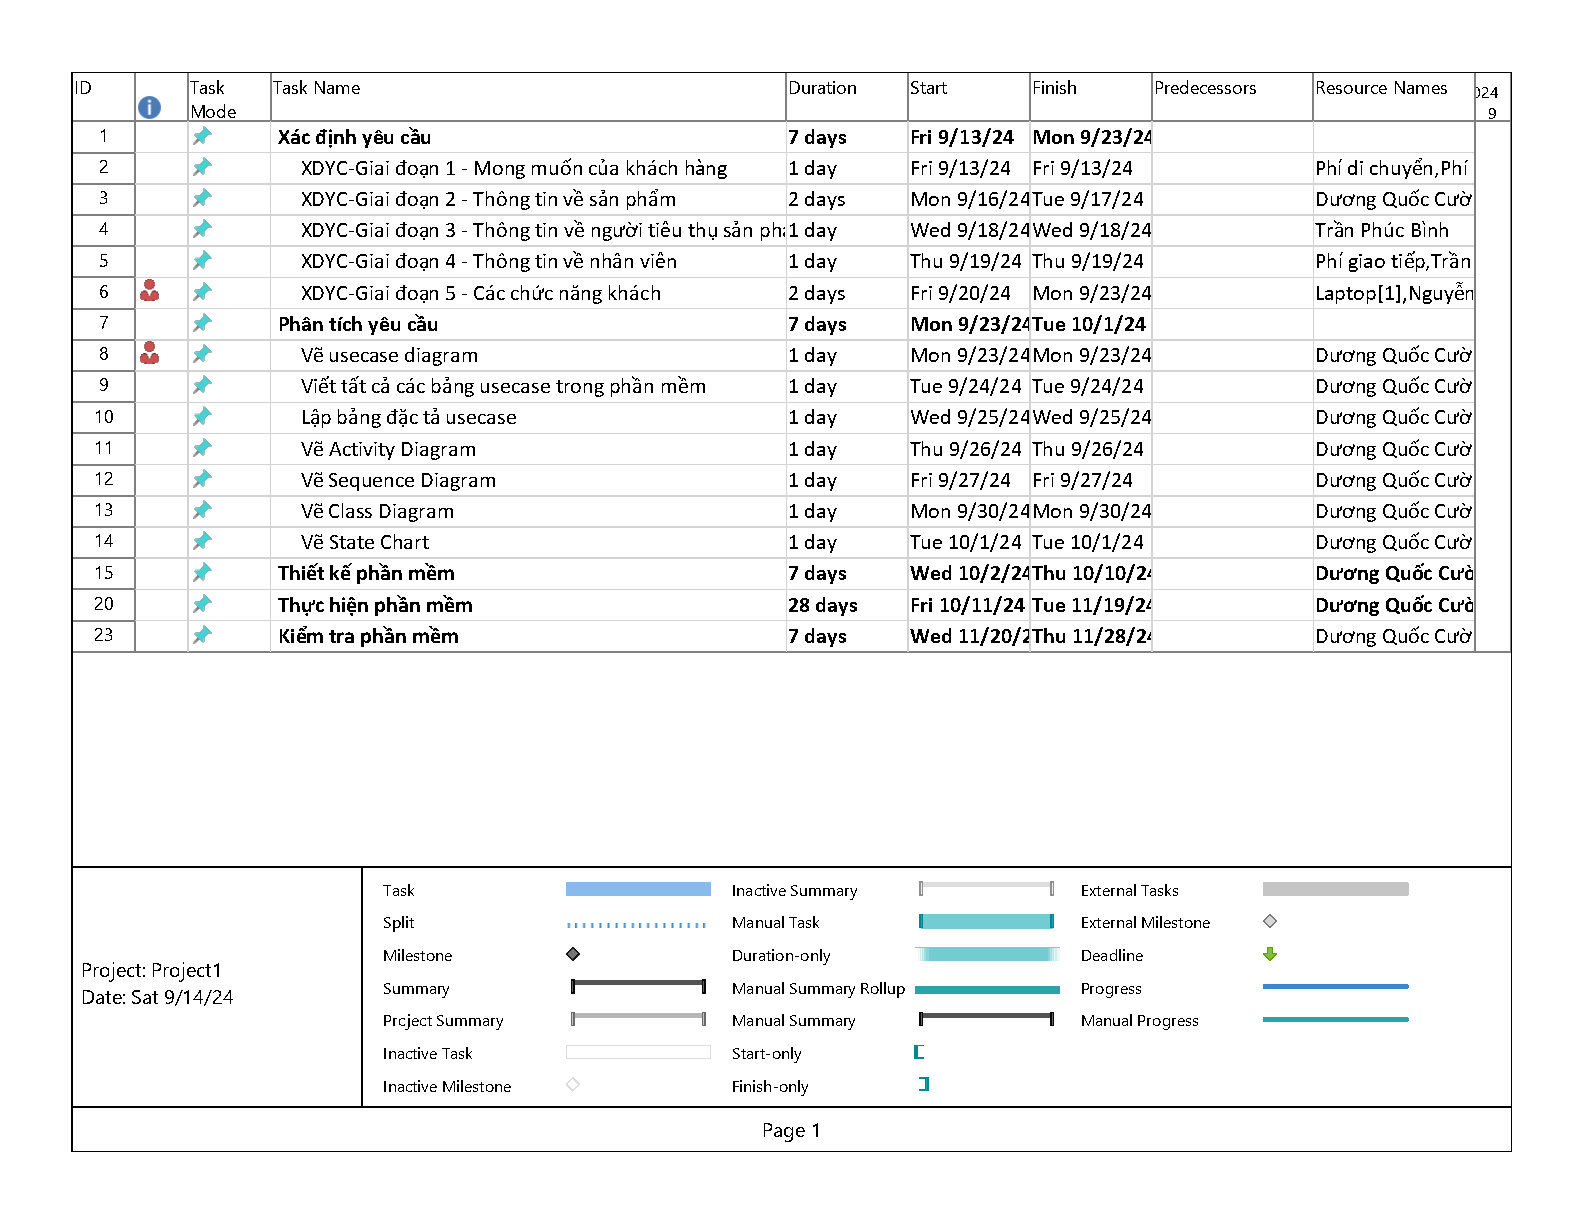 ID Task Mode Task Name Duration Start Finish Predecessors Resource Names 024 9
1 Xác định yêu cầu 7 days Fri 9/13/24 Mon 9/23/24
2 XDYC-Giai đoạn 1 - Mong muốn của khách hàng 1 day Fri 9/13/24 Fri 9/13/24 Phí di chuyển,Phí
3 XDYC-Giai đoạn 2 - Thông tin về sản phẩm 2 days Mon 9/16/24 Tue 9/17/24 Dương Quốc Cườ
4 XDYC-Giai đoạn 3 - Thông tin về người tiêu thụ sản phẩ 1 day Wed 9/18/24 Wed 9/18/24 Trần Phúc Bình
5 XDYC-Giai đoạn 4 - Thông tin về nhân viên 1 day Thu 9/19/24 Thu 9/19/24 Phí giao tiếp,Trần
6 XDYC-Giai đoạn 5 - Các chức năng khách 2 days Fri 9/20/24 Mon 9/23/24 Laptop[1],Nguyễn
7 Phân tích yêu cầu 7 days Mon 9/23/24 Tue 10/1/24
8 Vẽ usecase diagram 1 day Mon 9/23/24 Mon 9/23/24 Dương Quốc Cườ
9 Viết tất cả các bảng usecase trong phần mềm 1 day Tue 9/24/24 Tue 9/24/24 Dương Quốc Cườ
10 Lập bảng đặc tả usecase 1 day Wed 9/25/24 Wed 9/25/24 Dương Quốc Cườ
11 Vẽ Activity Diagram 1 day Thu 9/26/24 Thu 9/26/24 Dương Quốc Cườ
12 Vẽ Sequence Diagram 1 day Fri 9/27/24 Fri 9/27/24 Dương Quốc Cườ
13 Vẽ Class Diagram 1 day Mon 9/30/24 Mon 9/30/24 Dương Quốc Cườ
14 Vẽ State Chart 1 day Tue 10/1/24 Tue 10/1/24 Dương Quốc Cườ
15 Thiết kế phần mềm 7 days Wed 10/2/24 Thu 10/10/24 Dương Quốc Cườ
20 Thực hiện phần mềm 28 days Fri 10/11/24 Tue 11/19/24 Dương Quốc Cườ
23 Kiểm tra phần mềm 7 days Wed 11/20/2 Thu 11/28/24 Dương Quốc Cườ
Project: Project1
Date: Sat 9/14/24
Task
Split
Milestone
Summary
Project Summary
Inactive Task
Inactive Milestone
Inactive Summary
Manual Task
Duration-only
Manual Summary Rollup
Manual Summary
Start-only
Finish-only
External Tasks
External Milestone
Deadline
Progress
Manual Progress
Page 1